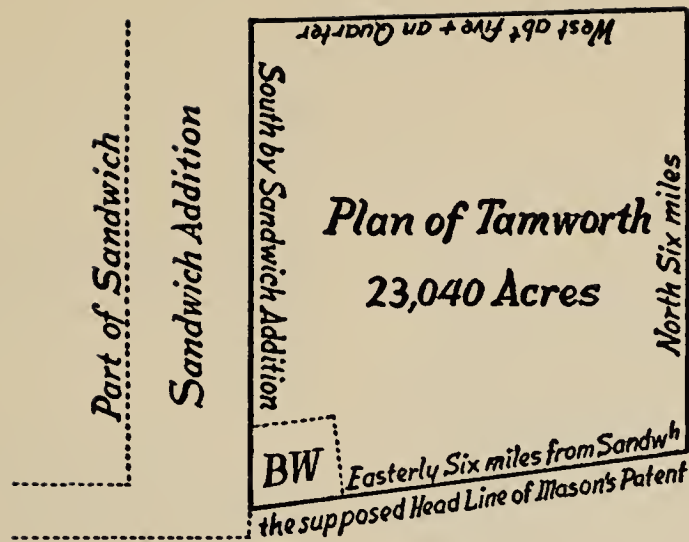 West abt five + an Quarter
Part of Sandwich
Sandwich Addition
South by Sandwich Addition
Plan of Tamworth
23,040 Acres
North Six miles
BW
Easterly Six miles from Sandwh
the supposed Head Line of Mason's Patent